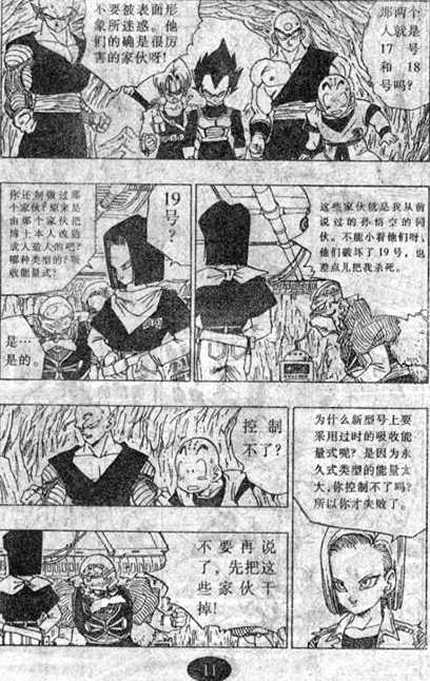 那两个
人就是
17 号
和 18
号吗?
不要被表面形
象所迷惑。他
们的确是很厉
害的家伙呀!
这些家伙就是我从前
说过的孙悟空的同
伙。不能小看他们呀,
他们破坏了19号,也
差点儿把我杀死。
19号?
你还制做过那
个家伙?原来是
由那个家伙把
博士本人改造
成人造人的吧?
哪种类型的?吸
收能量式?
是…
是的。
为什么新型号上要
采用过时的吸收能
量式呢?是因为永
久式类型的能量太
大,你控制不了吗?
所以你才失败了。
控制
不了?
不要再说
了,先把这
些家伙干
掉!
11